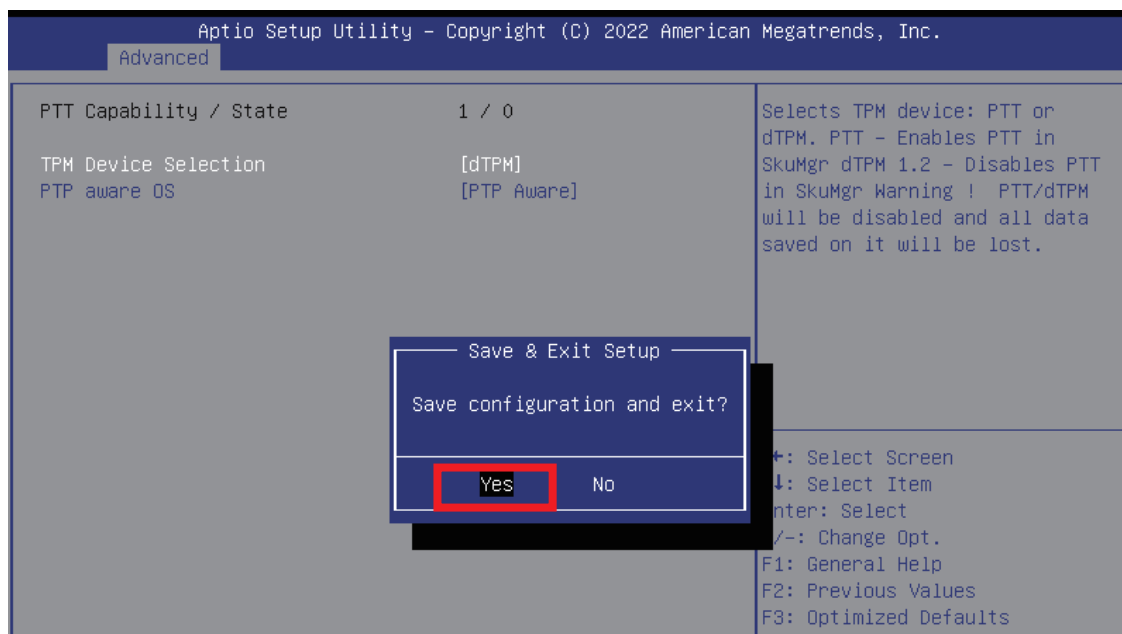 Aptio Setup Utility – Copyright (C) 2022 American Megatrends, Inc.
Advanced
PTT Capability / State 1 / 0
TPM Device Selection [dTPM]
PTP aware OS [PTP Aware]
Selects TPM device: PTT or
dTPM. PTT – Enables PTT in
SkuMgr dTPM 1.2 – Disables PTT
in SkuMgr Warning ! PTT/dTPM
will be disabled and all data
saved on it will be lost.
Save & Exit Setup
Save configuration and exit?
Yes No
: Select Screen
↓: Select Item
nter: Select
/-: Change Opt.
F1: General Help
F2: Previous Values
F3: Optimized Defaults